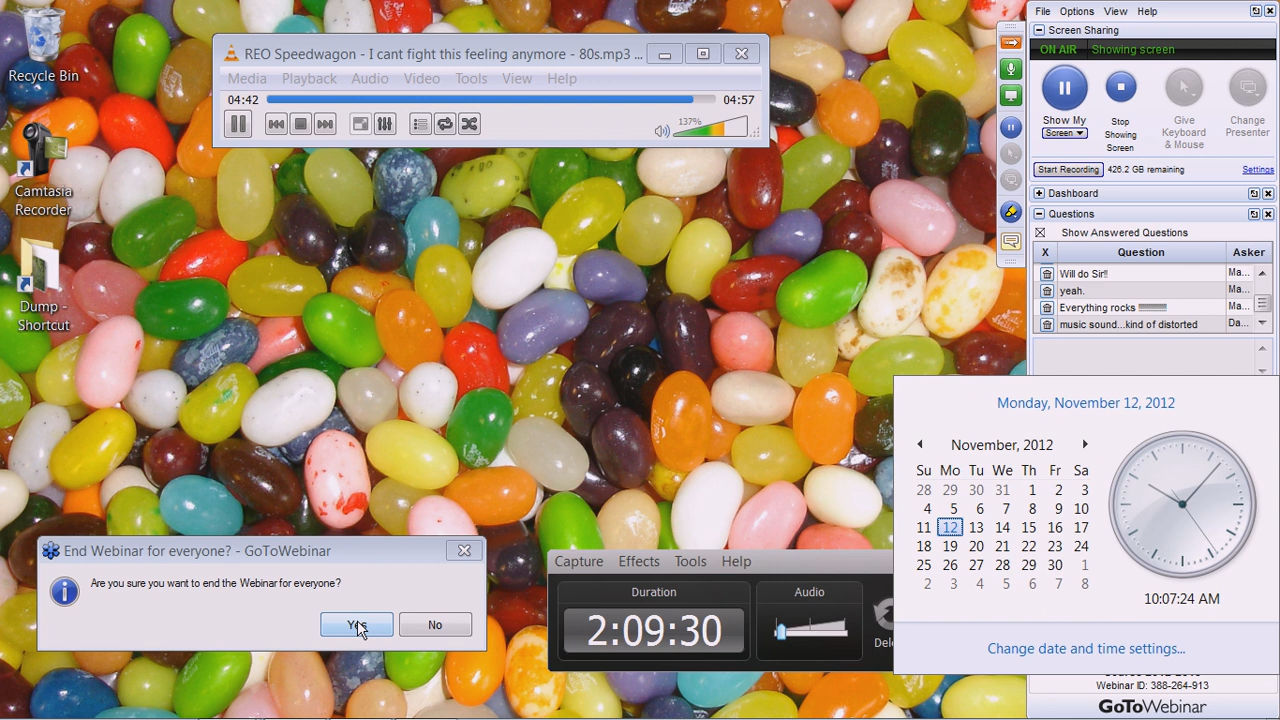 Recycle Bin
Camtasia
Recorder
Dump -
Shortcut
REO Speedwagon - I cant fight this feeling anymore - 80s.mp3 ...
Media Playback Audio Video Tools View Help
04:42 04:57
137%
File Options View Help
Screen Sharing
ON AIR Showing screen
Show My
Screen
Stop
Showing
Screen
Give
Keyboard
& Mouse
Change
Presenter
Start Recording 426.2 GB remaining Settings
Dashboard
Questions
Show Answered Questions
X Question Asker
Will do Sir!! Ma...
yeah. Ma...
Everything rocks !!!!!!!!!!!!! Ma...
music sound...kind of distorted Da...
Monday, November 12, 2012
November, 2012
Su Mo Tu We Th Fr Sa
28 29 30 31 1 2 3
4 5 6 7 8 9 10
11 12 13 14 15 16 17
18 19 20 21 22 23 24
25 26 27 28 29 30 1
2 3 4 5 6 7 8
10:07:24 AM
Change date and time settings...
Webinar ID: 388-264-913
GoToWebinar
End Webinar for everyone? - GoToWebinar
Are you sure you want to end the Webinar for everyone?
Yes No
Capture Effects Tools Help
Duration
2:09:30
Audio